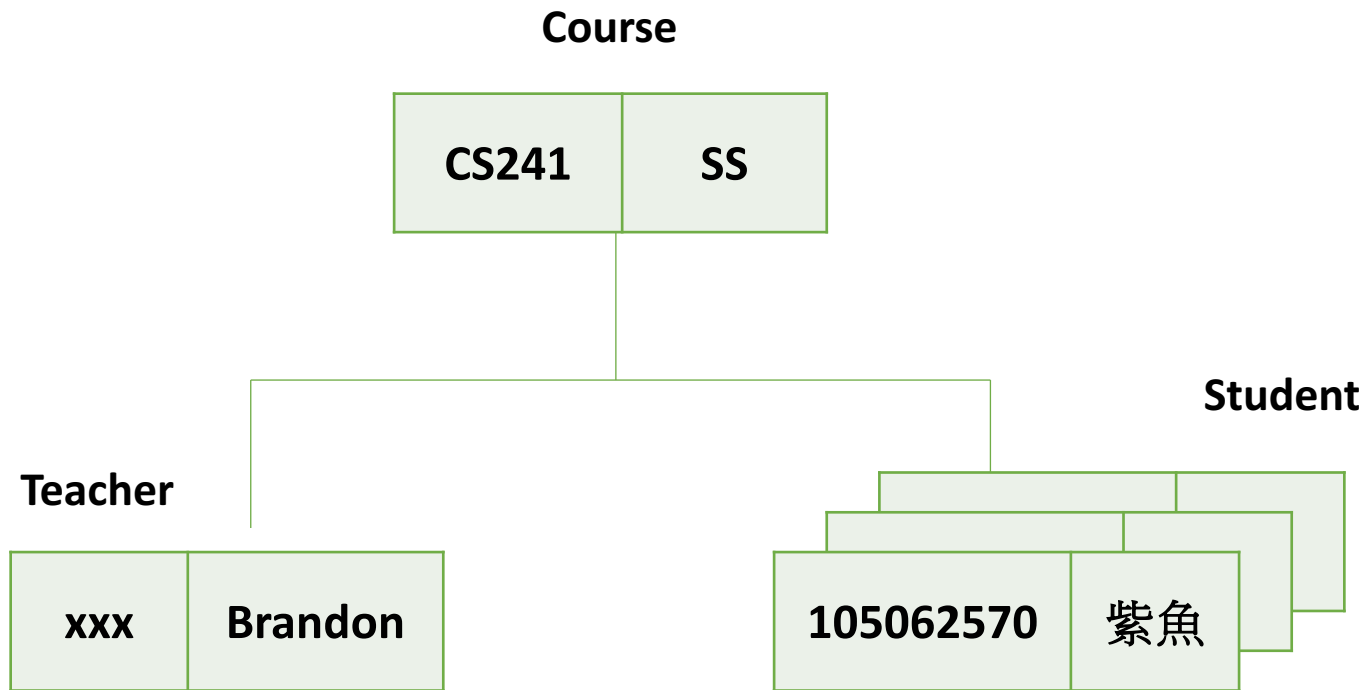 Course
CS241 SS
Student
Teacher
xxx Brandon
105062570 紫魚